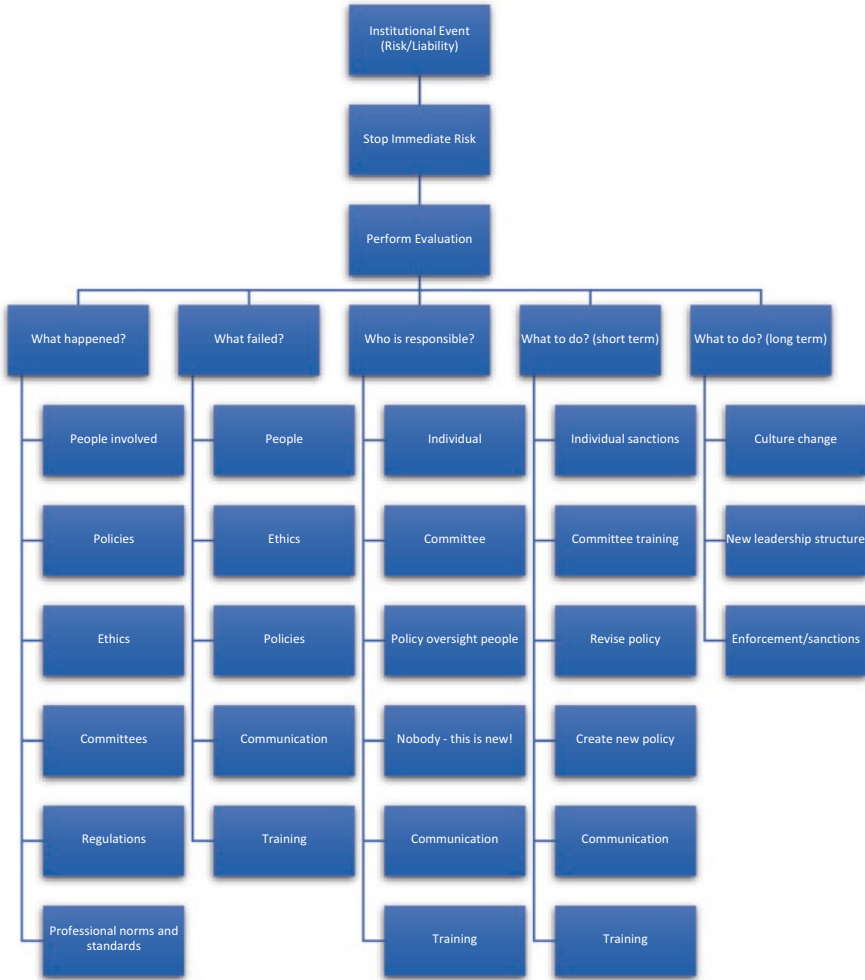 Institutional Event
(Risk/Liability)
Stop Immediate Risk
Perform Evaluation
What happened?
People involved
Policies
Ethics
Committees
Regulations
Professional norms and
standards
What failed?
People
Ethics
Policies
Communication
Training
Who is responsible?
Individual
Committee
Policy oversight people
Nobody - this is new!
Communication
Training
What to do? (short term)
Individual sanctions
Committee training
Revise policy
Create new policy
Communication
Training
What to do? (long term)
Culture change
New leadership structure
Enforcement/sanctions